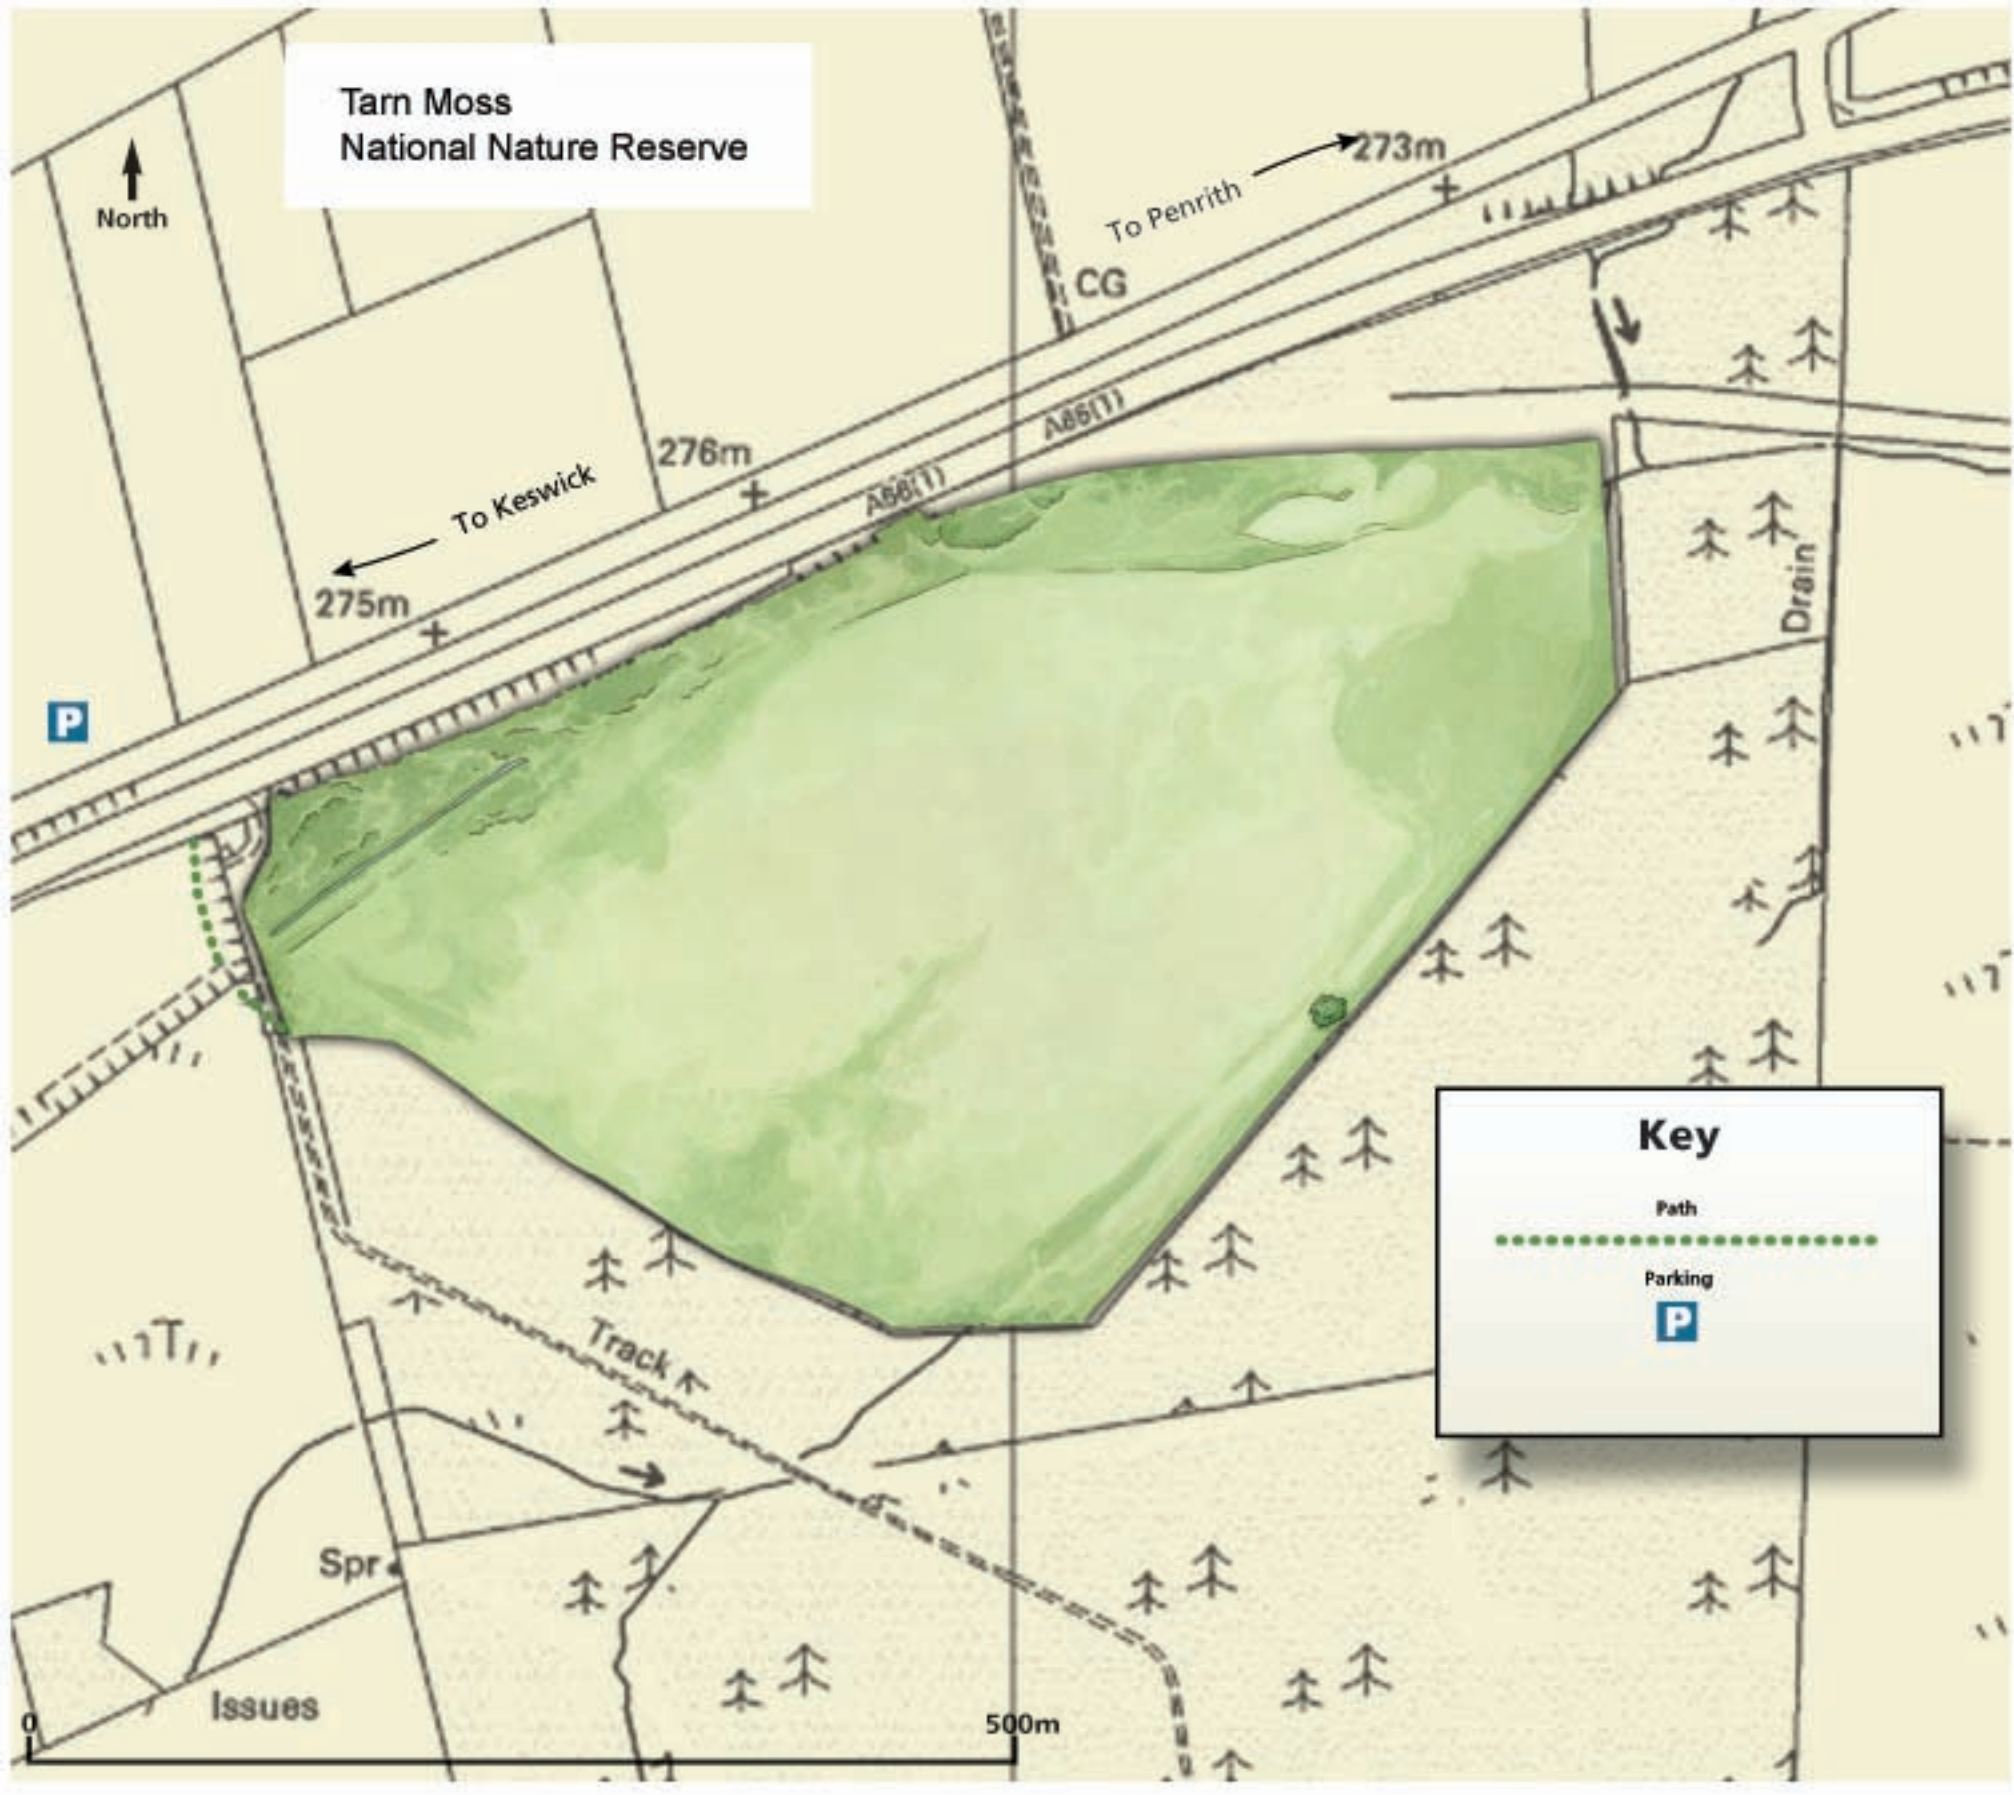 Tarn Moss
National Nature Reserve
North
To Penrith
273m
CG
A66(T)
276m
A66(T)
To Keswick
275m
P
Drain
Key
Path
Parking
P
Track
Spr
Issues
0
500m